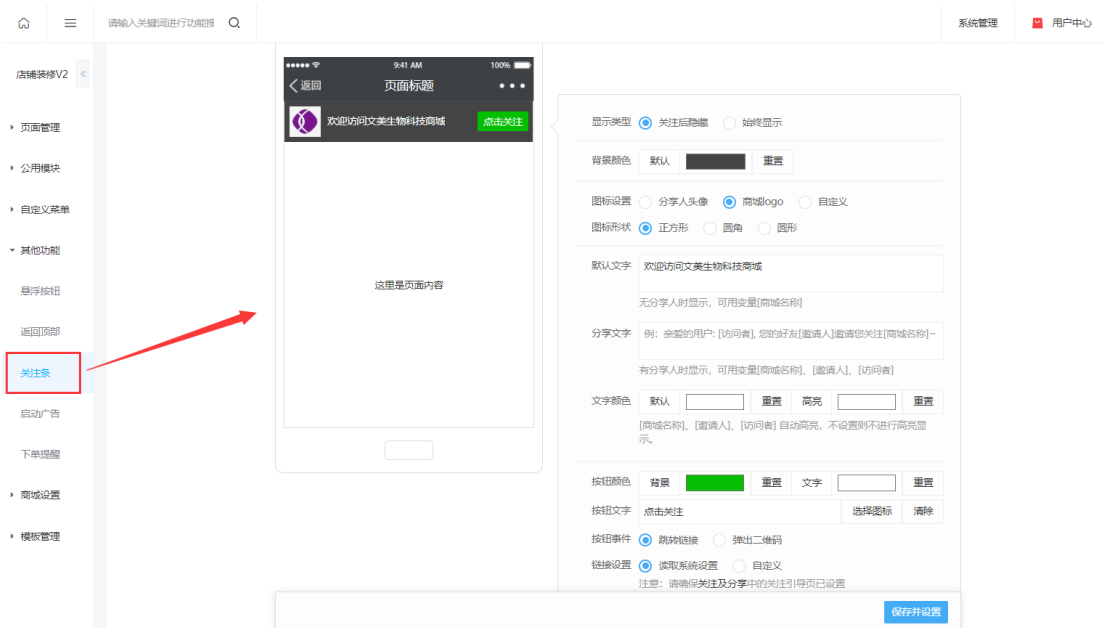 请输入关键词进行功能搜
系统管理
用户中心
店铺装修V2
页面管理
公用模块
自定义菜单
其他功能
悬浮按钮
返回顶部
关注条
启动广告
下单提醒
商城设置
模板管理
9:41 AM
100%
返回
页面标题
欢迎访问文美生物科技商城
点击关注
这里是页面内容
显示类型 关注后隐藏 始终显示
背景颜色 默认 重置
图标设置 分享人头像 商城logo 自定义
图标形状 正方形 圆角 圆形
默认文字 欢迎访问文美生物科技商城
无分享人时显示，可用变量[商城名称]
分享文字 例：亲爱的用户: [访问者], 您的好友[邀请人]邀请您关注[商城名称]~
有分享人时显示，可用变量[商城名称]、[邀请人]、[访问者]
文字颜色 默认 重置 高亮 重置
[商城名称]、[邀请人]、[访问者] 自动高亮，不设置则不进行高亮显
示。
按钮颜色 背景 重置 文字 重置
按钮文字 点击关注 选择图标 清除
按钮事件 跳转链接 弹出二维码
链接设置 读取系统设置 自定义
注意：请确保关注及分享中的关注引导页已设置
保存并设置